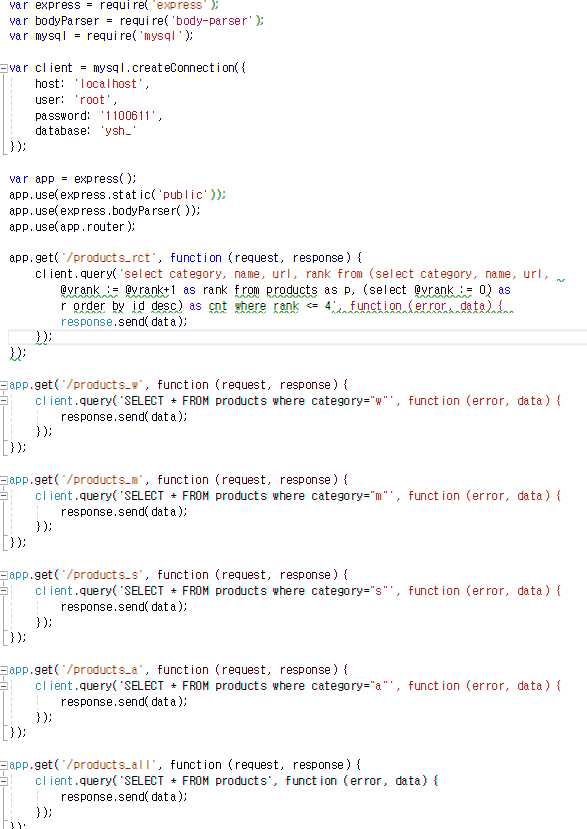 var express = require('express');
var bodyParser = require('body-parser');
var mysql = require('mysql');
var client = mysql.createConnection({
host: 'localhost',
user: 'root',
password: '1100611',
database: 'ysh_'
});
var app = express();
app.use(express.static('public'));
app.use(express.bodyParser());
app.use(app.router);
app.get('/products_rct', function (request, response) {
client.query('select category, name, url, rank from (select category, name, url,
@vrank := @vrank+1 as rank from products as p, (select @vrank := 0) as
r order by id desc) as cnt where rank <= 4', function (error, data) {
response.send(data);
});
});
app.get('/products_w', function (request, response) {
client.query('SELECT * FROM products where category="w"', function (error, data) {
response.send(data);
});
});
app.get('/products_m', function (request, response) {
client.query('SELECT * FROM products where category="m"', function (error, data) {
response.send(data);
});
});
app.get('/products_s', function (request, response) {
client.query('SELECT * FROM products where category="s"', function (error, data) {
response.send(data);
});
});
app.get('/products_a', function (request, response) {
client.query('SELECT * FROM products where category="a"', function (error, data) {
response.send(data);
});
});
app.get('/products_all', function (request, response) {
client.query('SELECT * FROM products', function (error, data) {
response.send(data);
});
});